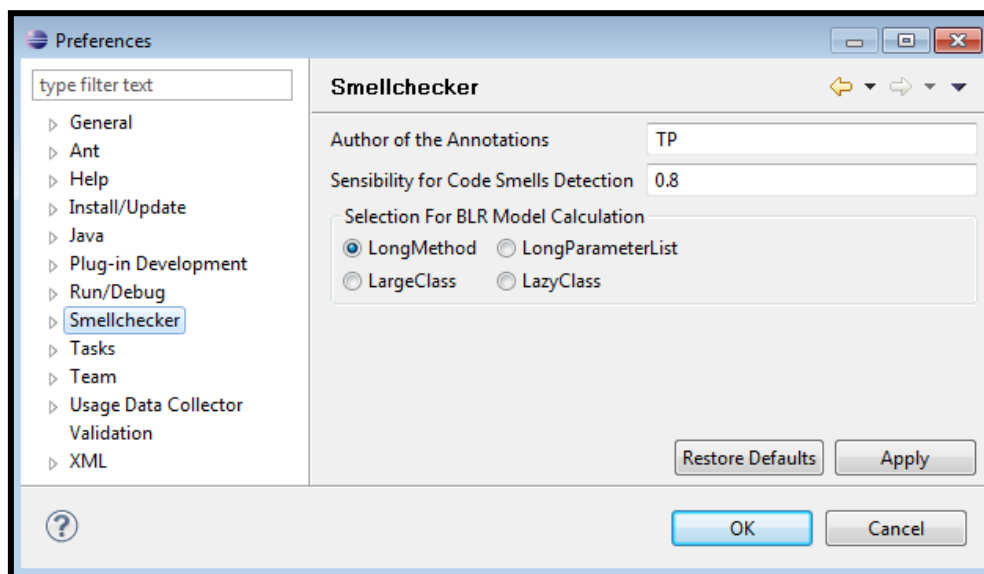 Preferences
type filter text
General
Ant
Help
Install/Update
Java
Plug-in Development
Run/Debug
Smellchecker
Tasks
Team
Usage Data Collector
Validation
XML
Smellchecker
Author of the Annotations TP
Sensibility for Code Smells Detection 0.8
Selection For BLR Model Calculation
LongMethod LongParameterList
LargeClass LazyClass
Restore Defaults Apply
? OK Cancel